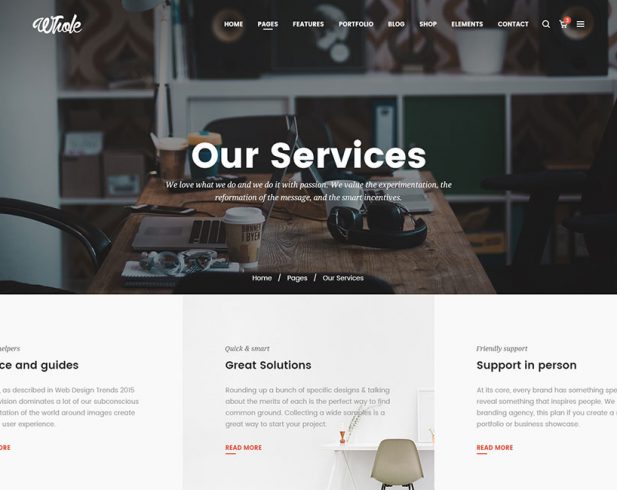 Whole
HOME PAGES FEATURES PORTFOLIO BLOG SHOP ELEMENTS CONTACT
Our Services
We love what we do and we do it with passion. We value the experimentation, the
reformation of the message, and the smart incentives.
Home / Pages / Our Services
helpers
ce and guides
, as described in Web Design Trends 2015
vision dominates a lot of our subconscious
tation of the world around images create
user experience.
ORE
Quick & smart
Great Solutions
Rounding up a bunch of specific designs & talking
about the merits of each is the perfect way to find
common ground. Collecting a wide samples is a
great way to start your project.
READ MORE
Friendly support
Support in person
At its core, every brand has something spe
reveal something that inspires people. We
branding agency, this plan if you create a
portfolio or business showcase.
READ MORE